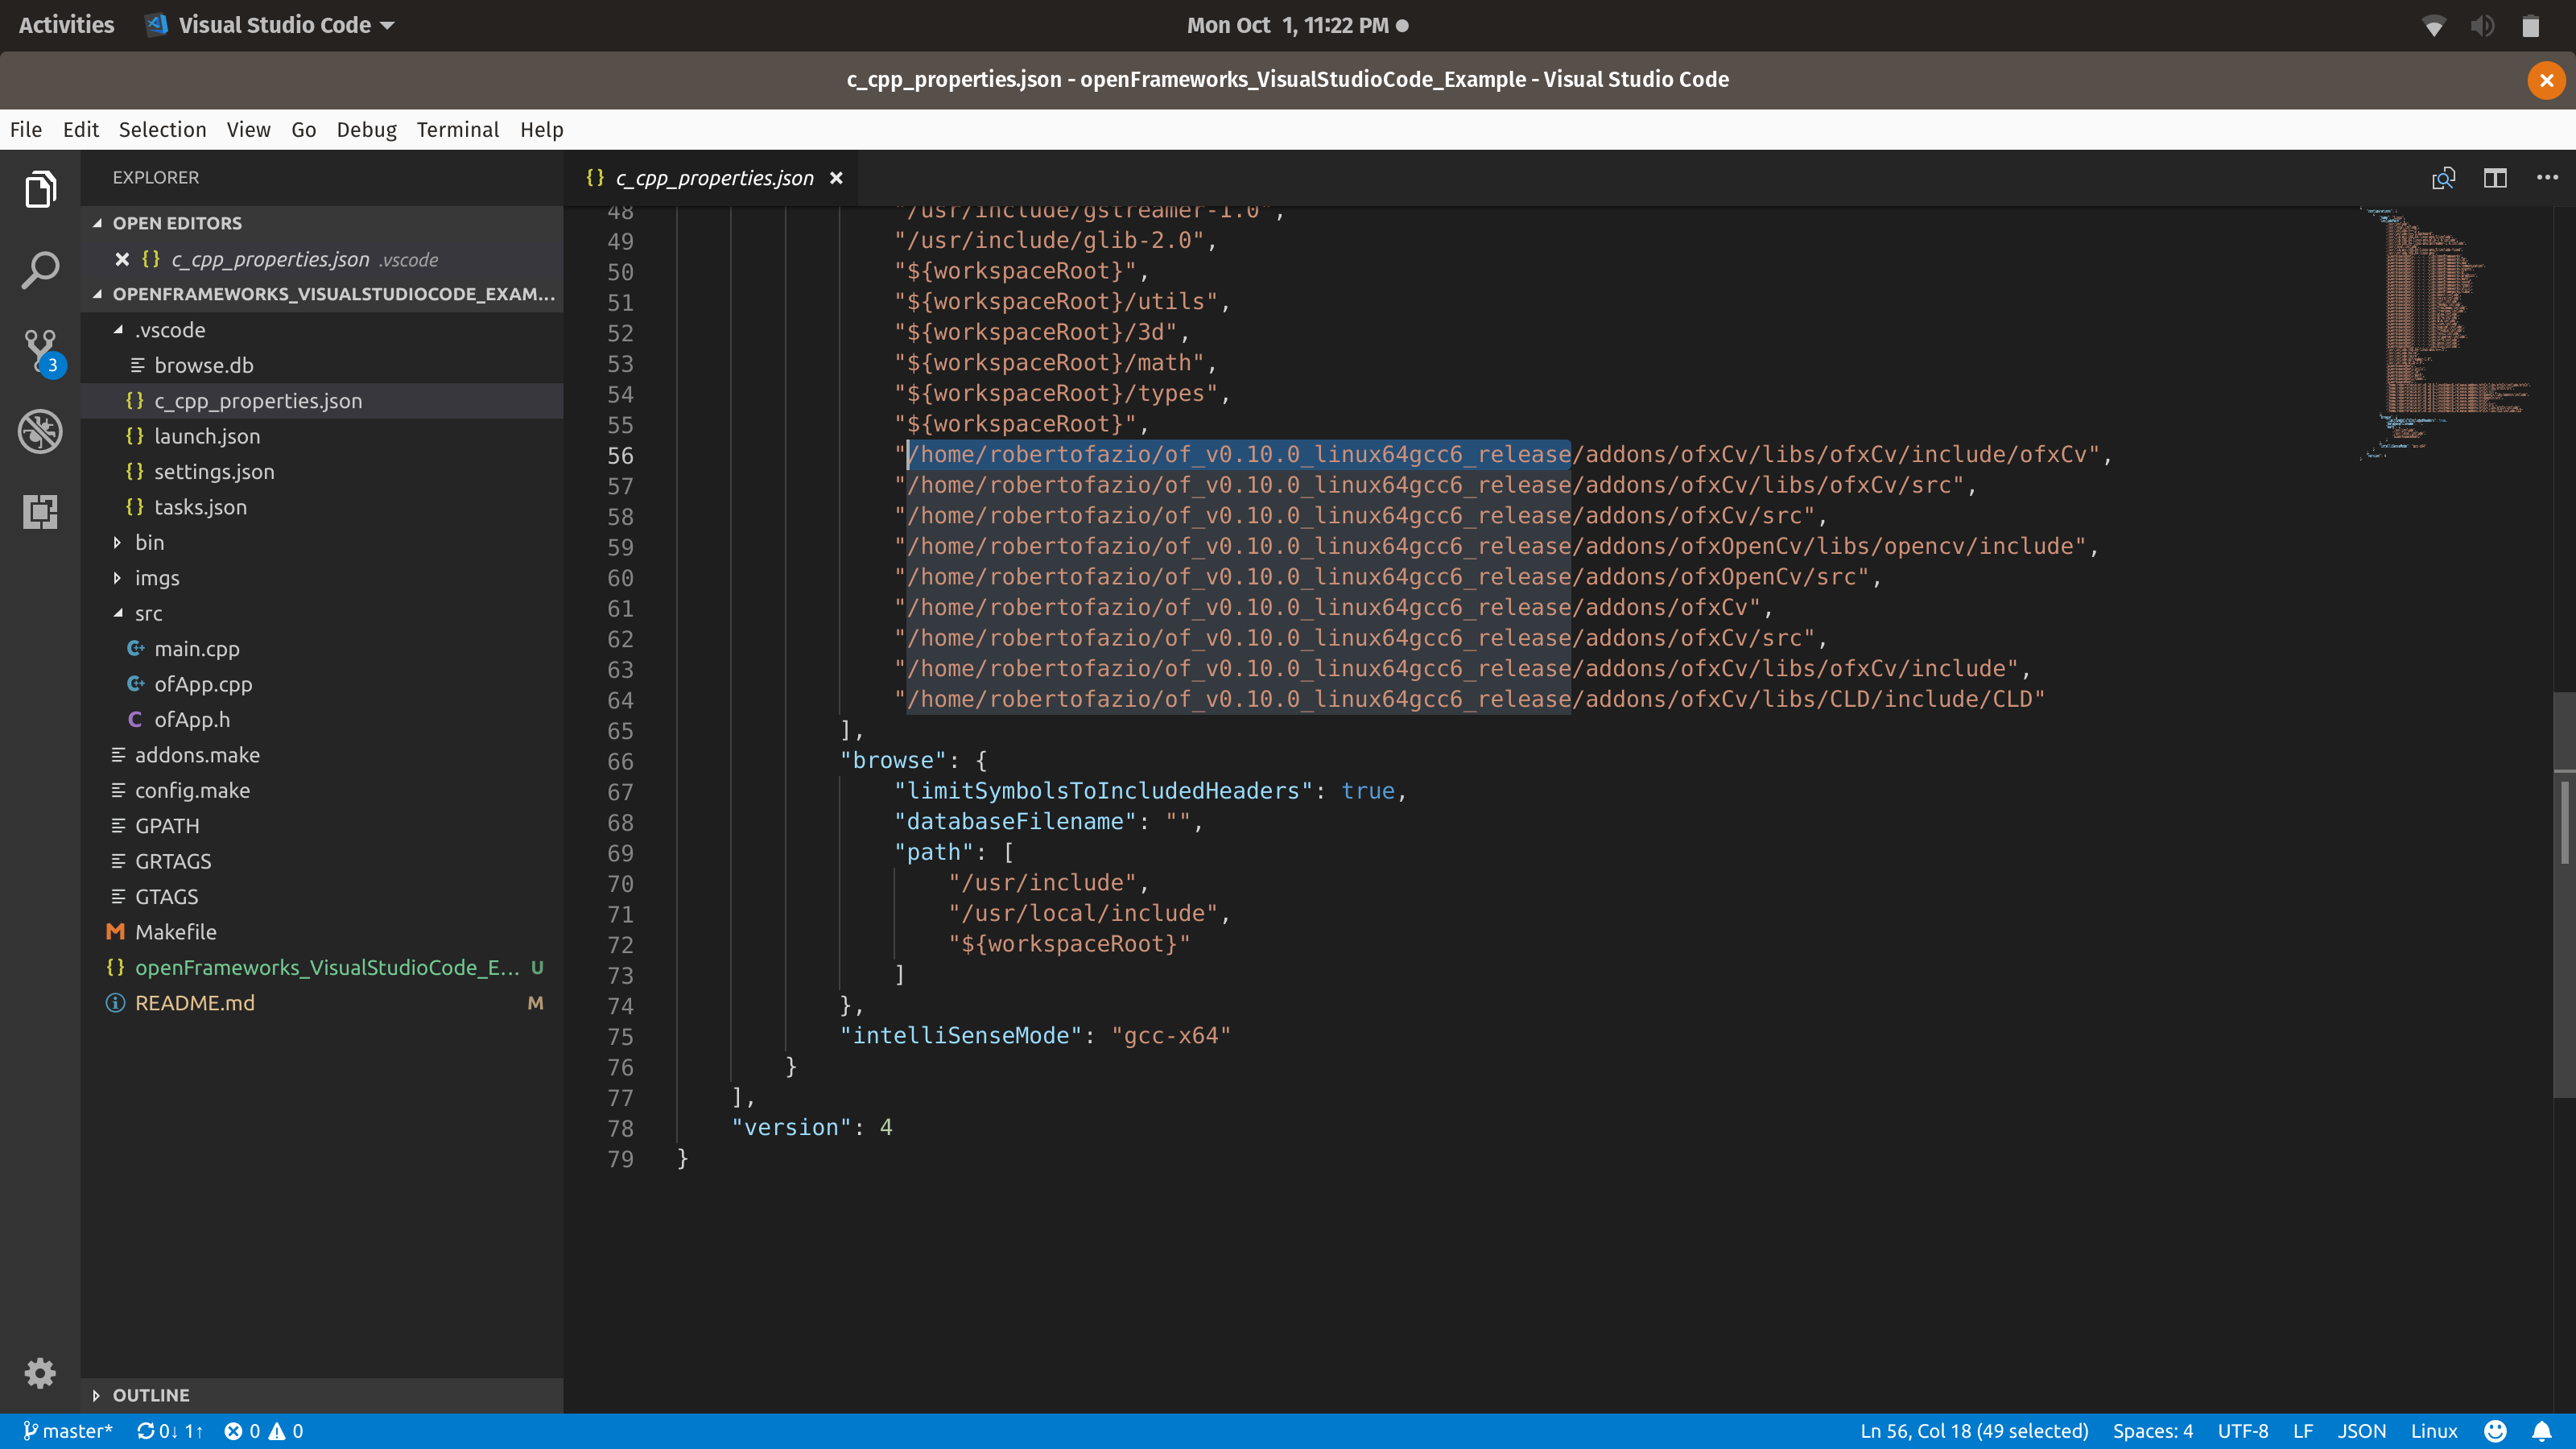 Activities
Visual Studio Code
Mon Oct 1, 11:22 PM
c_cpp_properties.json - openFrameworks_VisualStudioCode_Example - Visual Studio Code
File Edit Selection View Go Debug Terminal Help
EXPLORER
OPEN EDITORS
{} c_cpp_properties.json .vscode
OPENFRAMEWORKS_VISUALSTUDIOCODE_EXAM...
.vscode
browse.db
{} c_cpp_properties.json
{} launch.json
{} settings.json
{} tasks.json
bin
imgs
src
main.cpp
ofApp.cpp
C ofApp.h
addons.make
config.make
GPATH
GRTAGS
GTAGS
M Makefile
{} openFrameworks_VisualStudioCode_E... U
README.md M
OUTLINE
3
{} c_cpp_properties.json
48 "/usr/include/gstreamer-1.0",
49 "/usr/include/glib-2.0",
50 "${workspaceRoot}",
51 "${workspaceRoot}/utils",
52 "${workspaceRoot}/3d",
53 "${workspaceRoot}/math",
54 "${workspaceRoot}/types",
55 "${workspaceRoot}",
56 "/home/robertofazio/of_v0.10.0_linux64gcc6_release/addons/ofxCv/libs/ofxCv/include/ofxCv",
57 "/home/robertofazio/of_v0.10.0_linux64gcc6_release/addons/ofxCv/libs/ofxCv/src",
58 "/home/robertofazio/of_v0.10.0_linux64gcc6_release/addons/ofxCv/src",
59 "/home/robertofazio/of_v0.10.0_linux64gcc6_release/addons/ofxOpenCv/libs/opencv/include",
60 "/home/robertofazio/of_v0.10.0_linux64gcc6_release/addons/ofxOpenCv/src",
61 "/home/robertofazio/of_v0.10.0_linux64gcc6_release/addons/ofxCv",
62 "/home/robertofazio/of_v0.10.0_linux64gcc6_release/addons/ofxCv/src",
63 "/home/robertofazio/of_v0.10.0_linux64gcc6_release/addons/ofxCv/libs/ofxCv/include",
64 "/home/robertofazio/of_v0.10.0_linux64gcc6_release/addons/ofxCv/libs/CLD/include/CLD"
65 ],
66 "browse": {
67 "limitSymbolsToIncludedHeaders": true,
68 "databaseFilename": "",
69 "path": [
70 "/usr/include",
71 "/usr/local/include",
72 "${workspaceRoot}"
73 ]
74 },
75 "intelliSenseMode": "gcc-x64"
76 }
77 ],
78 "version": 4
79 }
master* 0↓ 1↑ 0 0 Ln 56, Col 18 (49 selected) Spaces: 4 UTF-8 LF JSON Linux